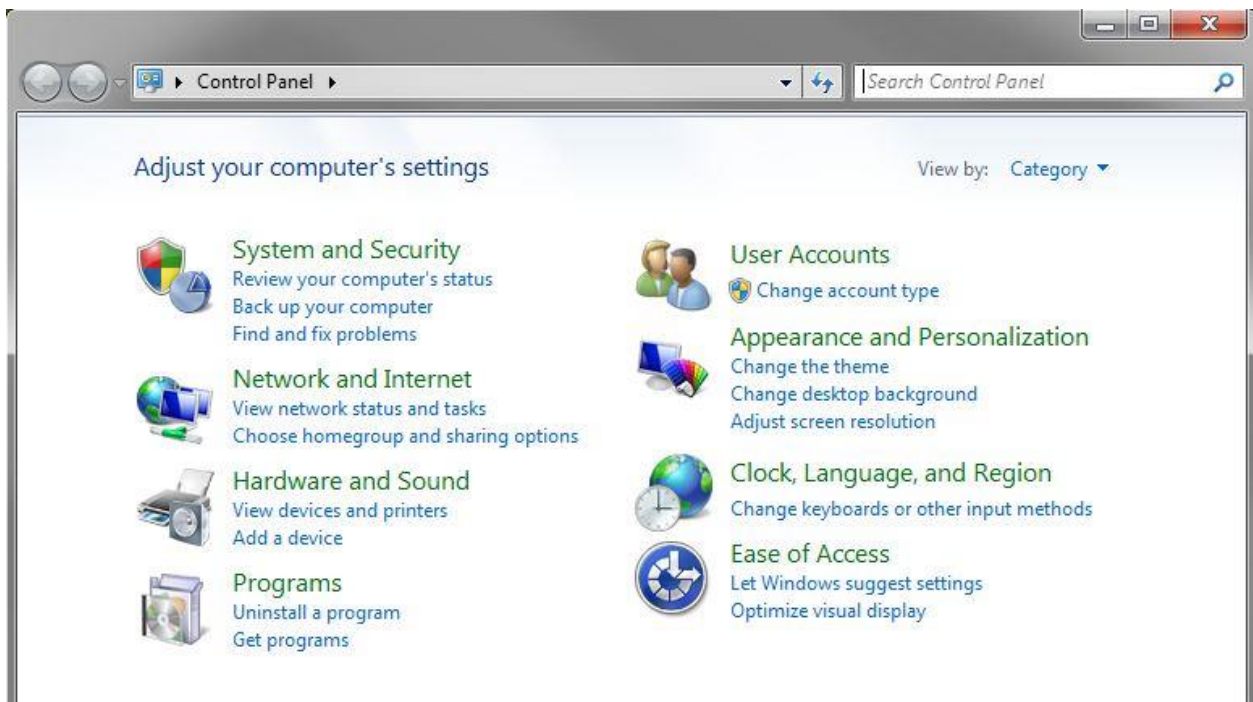 Control Panel
Search Control Panel
Adjust your computer's settings
View by: Category
System and Security
Review your computer's status
Back up your computer
Find and fix problems
Network and Internet
View network status and tasks
Choose homegroup and sharing options
Hardware and Sound
View devices and printers
Add a device
Programs
Uninstall a program
Get programs
User Accounts
Change account type
Appearance and Personalization
Change the theme
Change desktop background
Adjust screen resolution
Clock, Language, and Region
Change keyboards or other input methods
Ease of Access
Let Windows suggest settings
Optimize visual display